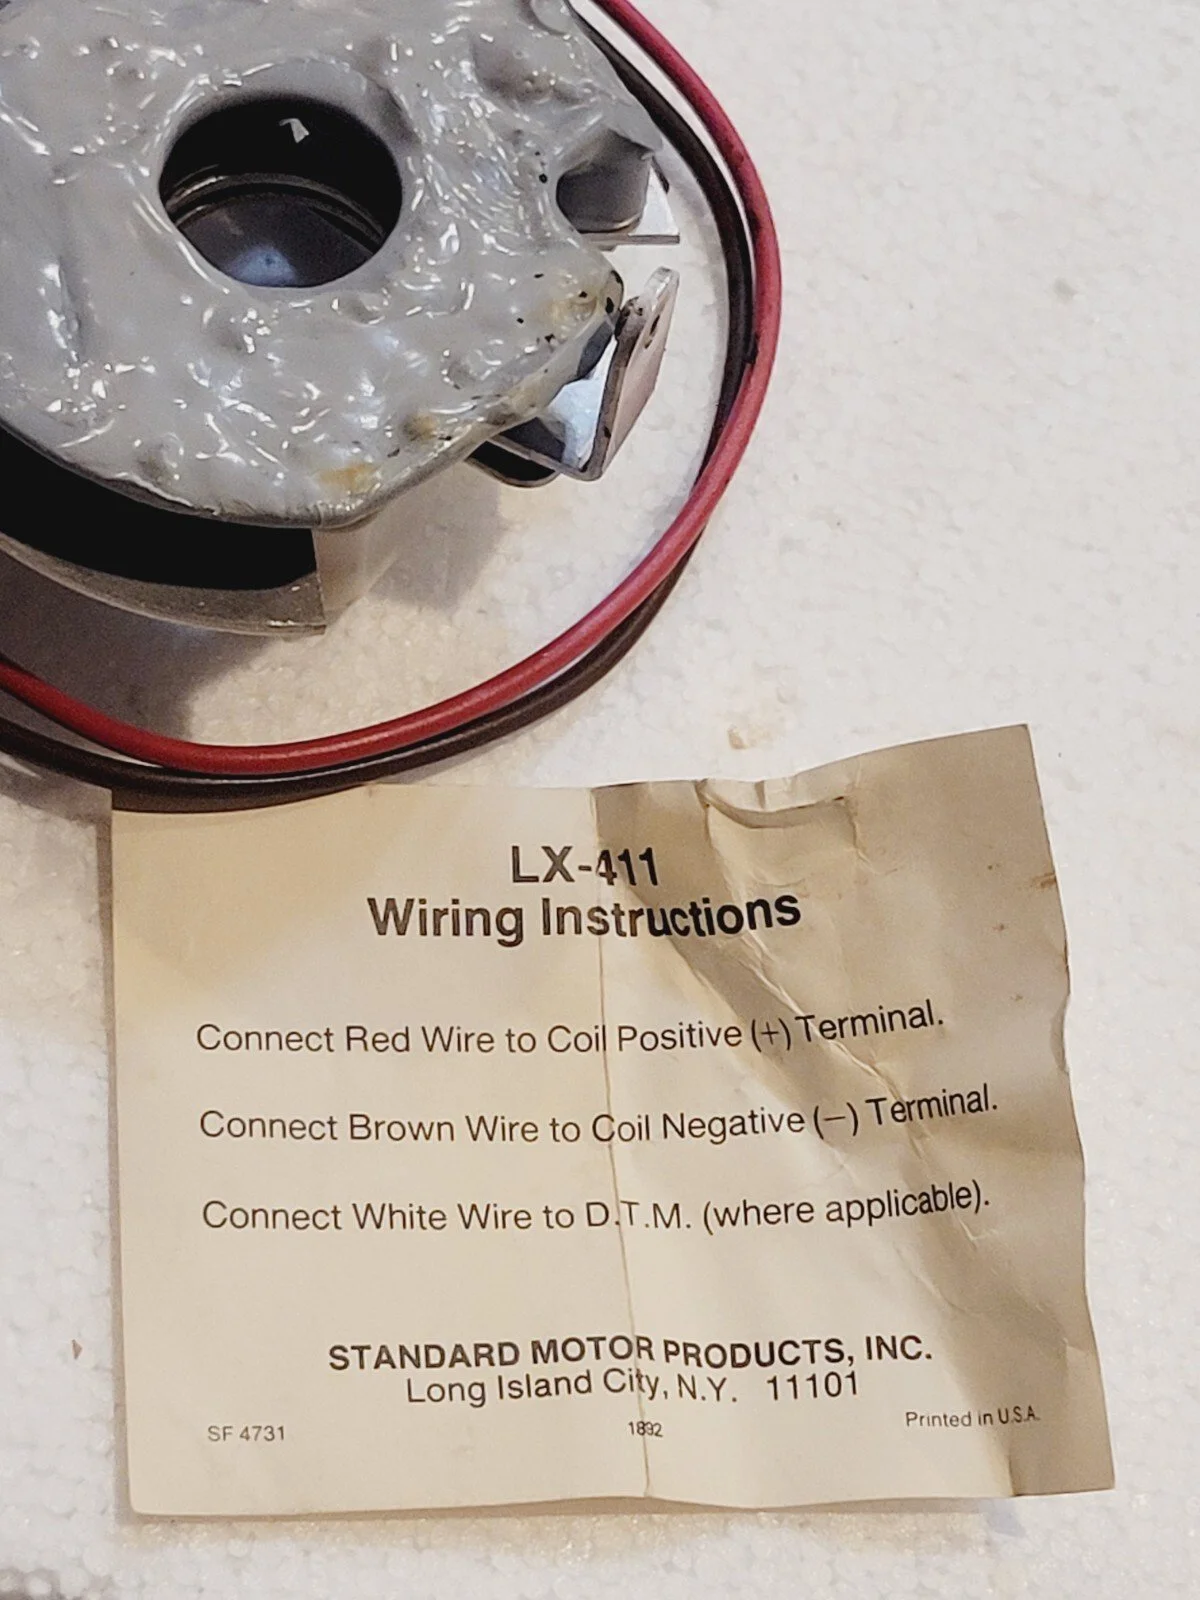 LX-411
Wiring Instructions
Connect Red Wire to Coil Positive (+) Terminal.
Connect Brown Wire to Coil Negative (−) Terminal.
Connect White Wire to D.T.M. (where applicable).
STANDARD MOTOR PRODUCTS, INC.
Long Island City, N.Y. 11101
SF 4731 1892 Printed in U.S.A.